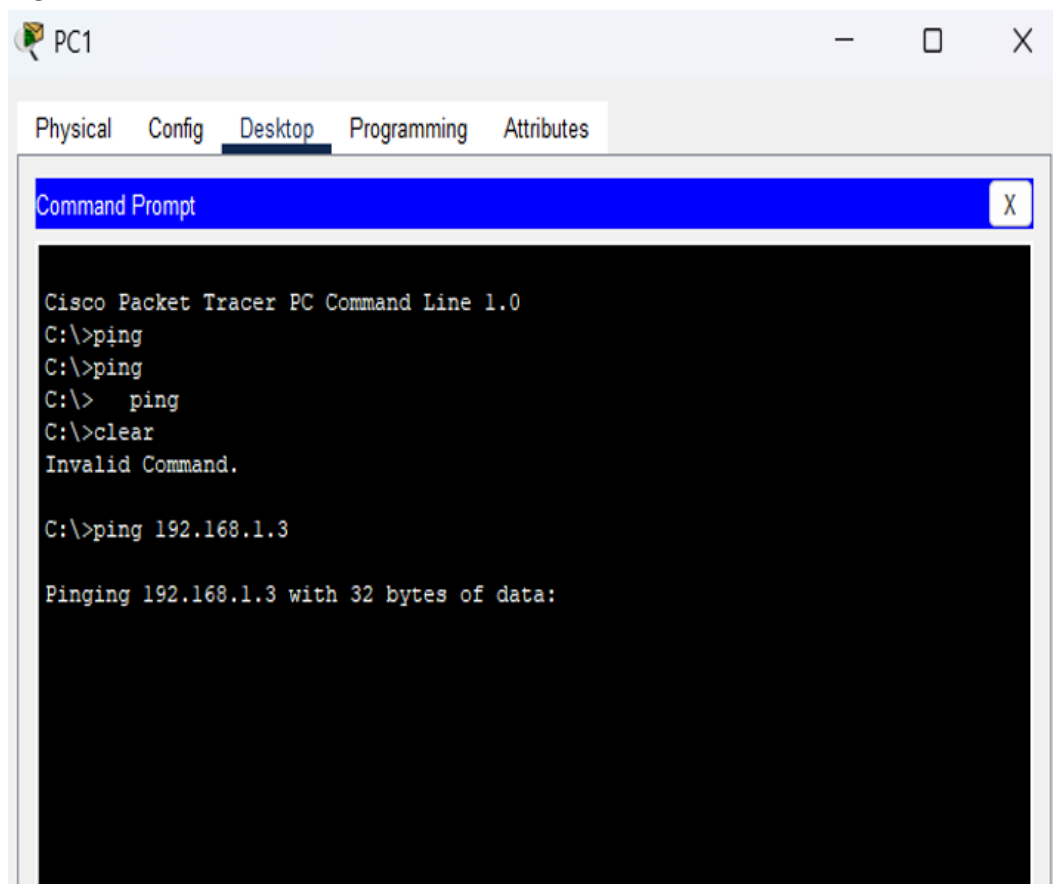 PC1
Physical Config Desktop Programming Attributes
Command Prompt
X
Cisco Packet Tracer PC Command Line 1.0
C:\>ping
C:\>ping
C:\>   ping
C:\>clear
Invalid Command.
C:\>ping 192.168.1.3
Pinging 192.168.1.3 with 32 bytes of data: